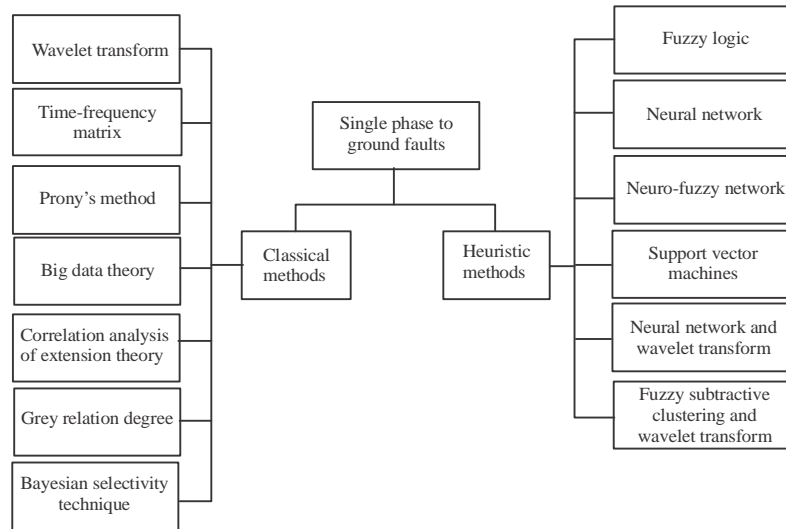 Single phase to
ground faults
Classical
methods
Heuristic
methods
Wavelet transform
Time-frequency
matrix
Prony's method
Big data theory
Correlation analysis
of extension theory
Grey relation degree
Bayesian selectivity
technique
Fuzzy logic
Neural network
Neuro-fuzzy network
Support vector
machines
Neural network and
wavelet transform
Fuzzy subtractive
clustering and
wavelet transform